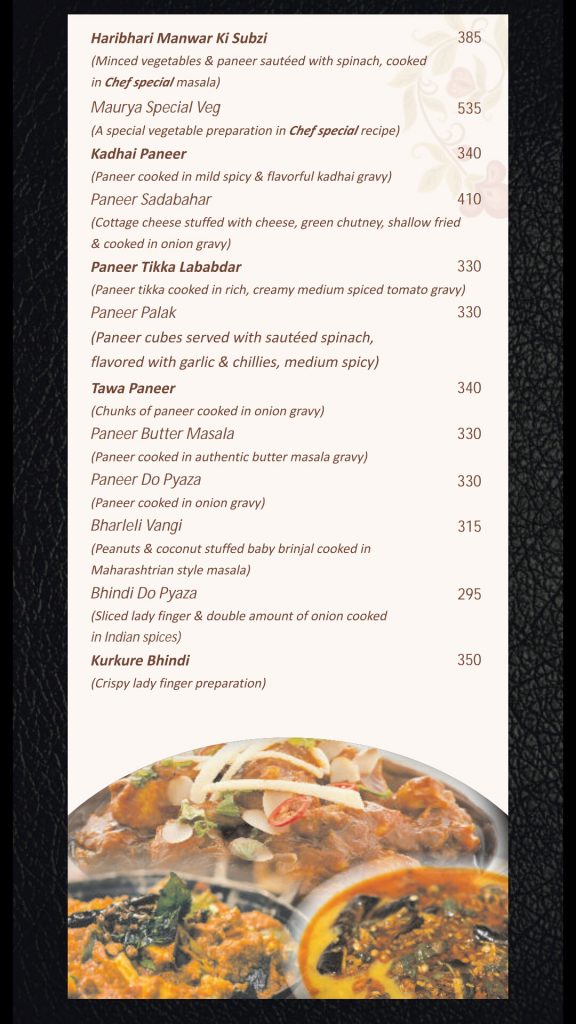 Haribhari Manwar Ki Subzi 385
(Minced vegetables & paneer sautéed with spinach, cooked
in Chef special masala)
Maurya Special Veg 535
(A special vegetable preparation in Chef special recipe)
Kadhai Paneer 340
(Paneer cooked in mild spicy & flavorful kadhai gravy)
Paneer Sadabahar 410
(Cottage cheese stuffed with cheese, green chutney, shallow fried
& cooked in onion gravy)
Paneer Tikka Lababdar 330
(Paneer tikka cooked in rich, creamy medium spiced tomato gravy)
Paneer Palak 330
(Paneer cubes served with sautéed spinach,
flavored with garlic & chillies, medium spicy)
Tawa Paneer 340
(Chunks of paneer cooked in onion gravy)
Paneer Butter Masala 330
(Paneer cooked in authentic butter masala gravy)
Paneer Do Pyaza 330
(Paneer cooked in onion gravy)
Bharleli Vangi 315
(Peanuts & coconut stuffed baby brinjal cooked in
Maharashtrian style masala)
Bhindi Do Pyaza 295
(Sliced lady finger & double amount of onion cooked
in Indian spices)
Kurkure Bhindi 350
(Crispy lady finger preparation)